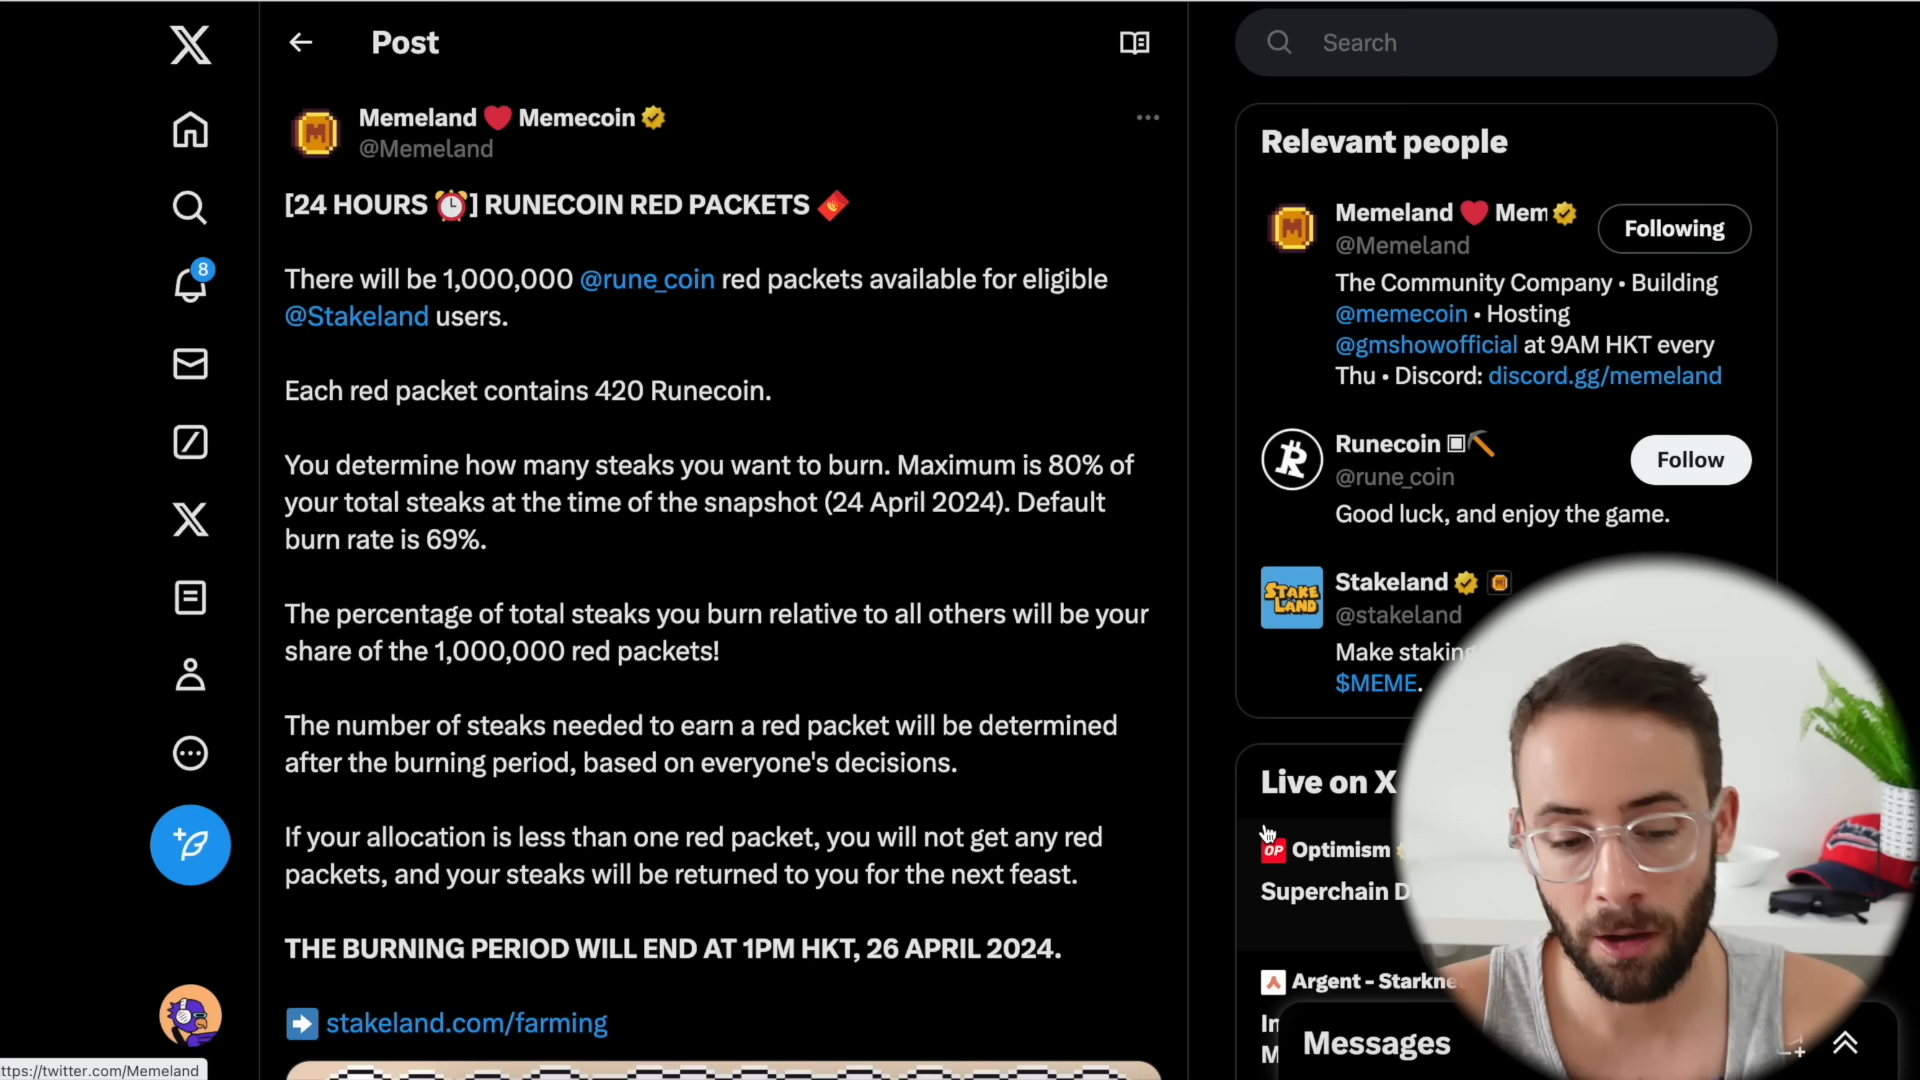 Post
Search
Memeland ❤️ Memecoin
@Memeland
[24 HOURS ⏰] RUNECOIN RED PACKETS 🧧
There will be 1,000,000 @rune_coin red packets available for eligible
@Stakeland users.
Each red packet contains 420 Runecoin.
You determine how many steaks you want to burn. Maximum is 80% of
your total steaks at the time of the snapshot (24 April 2024). Default
burn rate is 69%.
The percentage of total steaks you burn relative to all others will be your
share of the 1,000,000 red packets!
The number of steaks needed to earn a red packet will be determined
after the burning period, based on everyone's decisions.
If your allocation is less than one red packet, you will not get any red
packets, and your steaks will be returned to you for the next feast.
THE BURNING PERIOD WILL END AT 1PM HKT, 26 APRIL 2024.
➡️ stakeland.com/farming
8
ttps://twitter.com/Memeland
Relevant people
Memeland ❤️ Mem
@Memeland
Following
The Community Company • Building
@memecoin • Hosting
@gmshowofficial at 9AM HKT every
Thu • Discord: discord.gg/memeland
Runecoin
@rune_coin
Follow
Good luck, and enjoy the game.
STAKE
LAND
Stakeland
@stakeland
Make staking
$MEME.
Live on X
OP
Optimism
Superchain D
Argent - Starkne
Messages